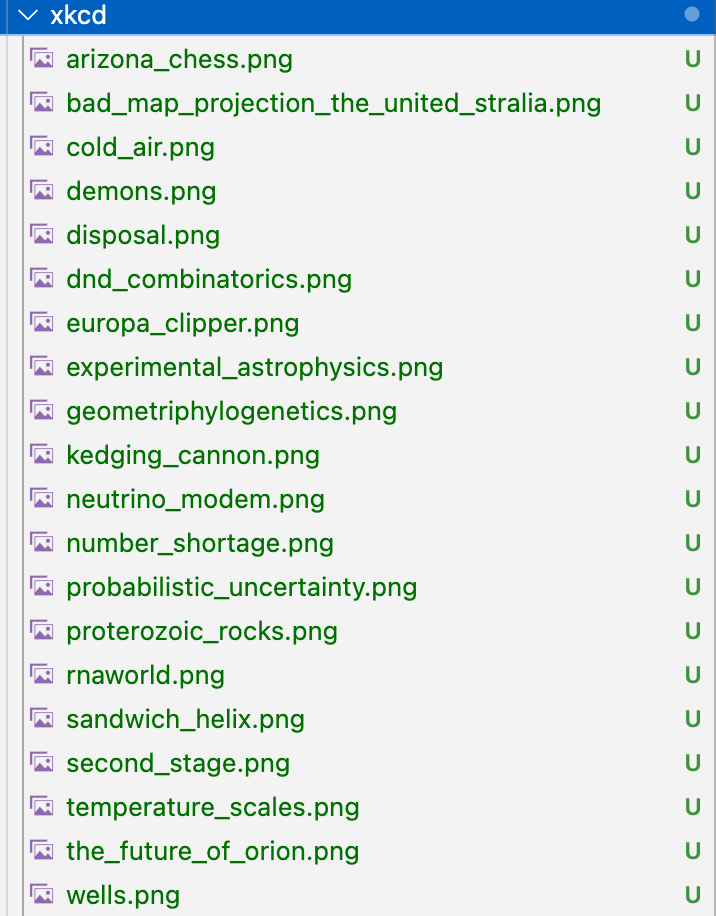 xkcd
arizona_chess.png U
bad_map_projection_the_united_stralia.png U
cold_air.png U
demons.png U
disposal.png U
dnd_combinatorics.png U
europa_clipper.png U
experimental_astrophysics.png U
geometriphylogenetics.png U
kedging_cannon.png U
neutrino_modem.png U
number_shortage.png U
probabilistic_uncertainty.png U
proterozoic_rocks.png U
rnaworld.png U
sandwich_helix.png U
second_stage.png U
temperature_scales.png U
the_future_of_orion.png U
wells.png U